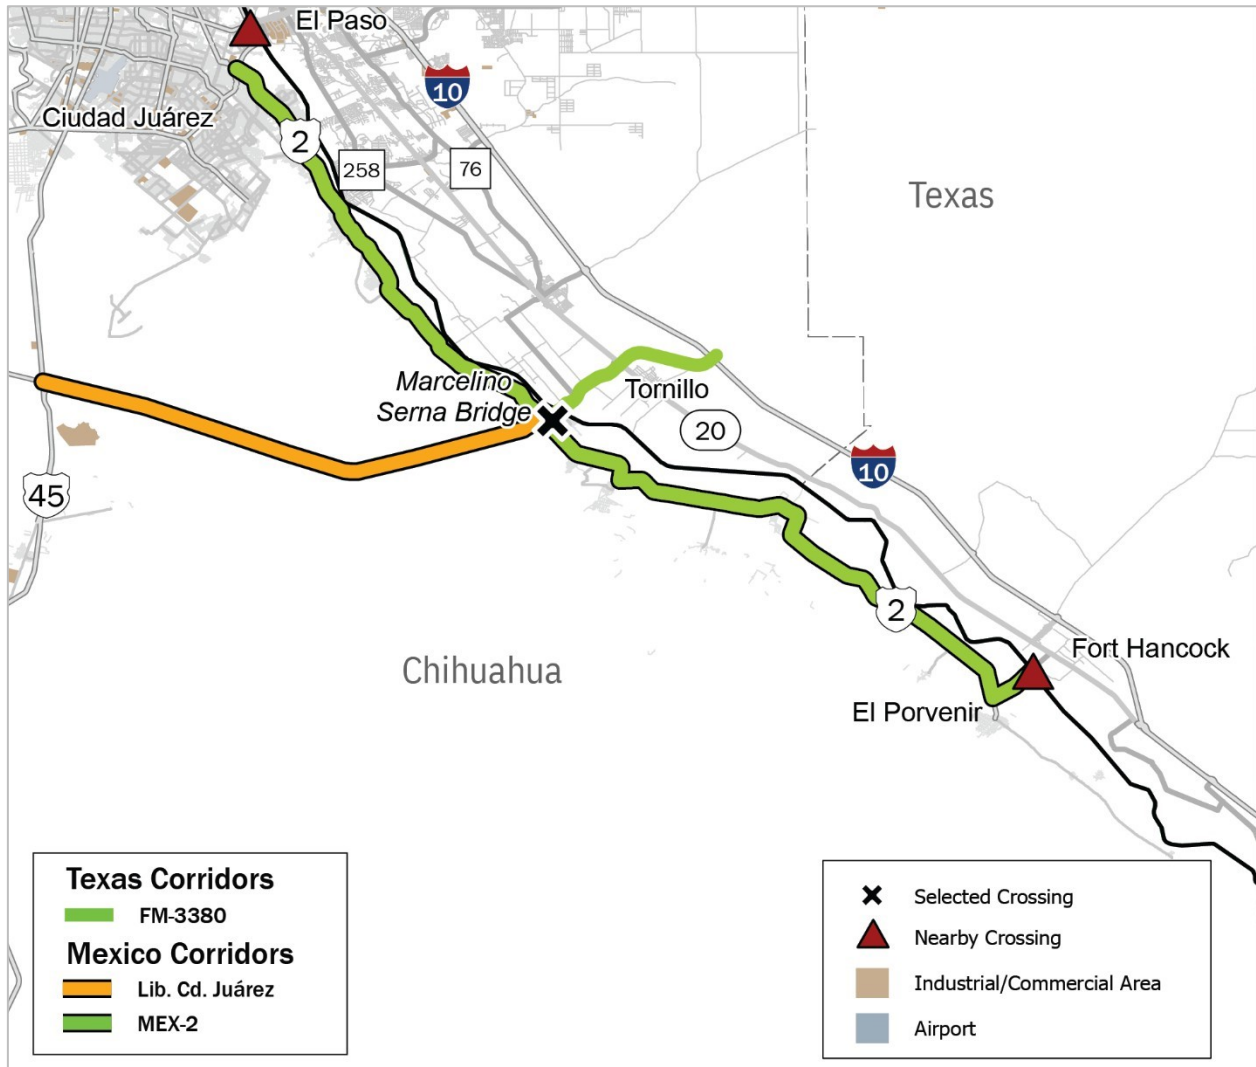 El Paso
10
Ciudad Juárez
2
258
76
Texas
Marcelino
Serna Bridge
Tornillo
20
10
45
2
Chihuahua
Fort Hancock
El Porvenir
Texas Corridors
FM-3380
Mexico Corridors
Lib. Cd. Juárez
MEX-2
Selected Crossing
Nearby Crossing
Industrial/Commercial Area
Airport